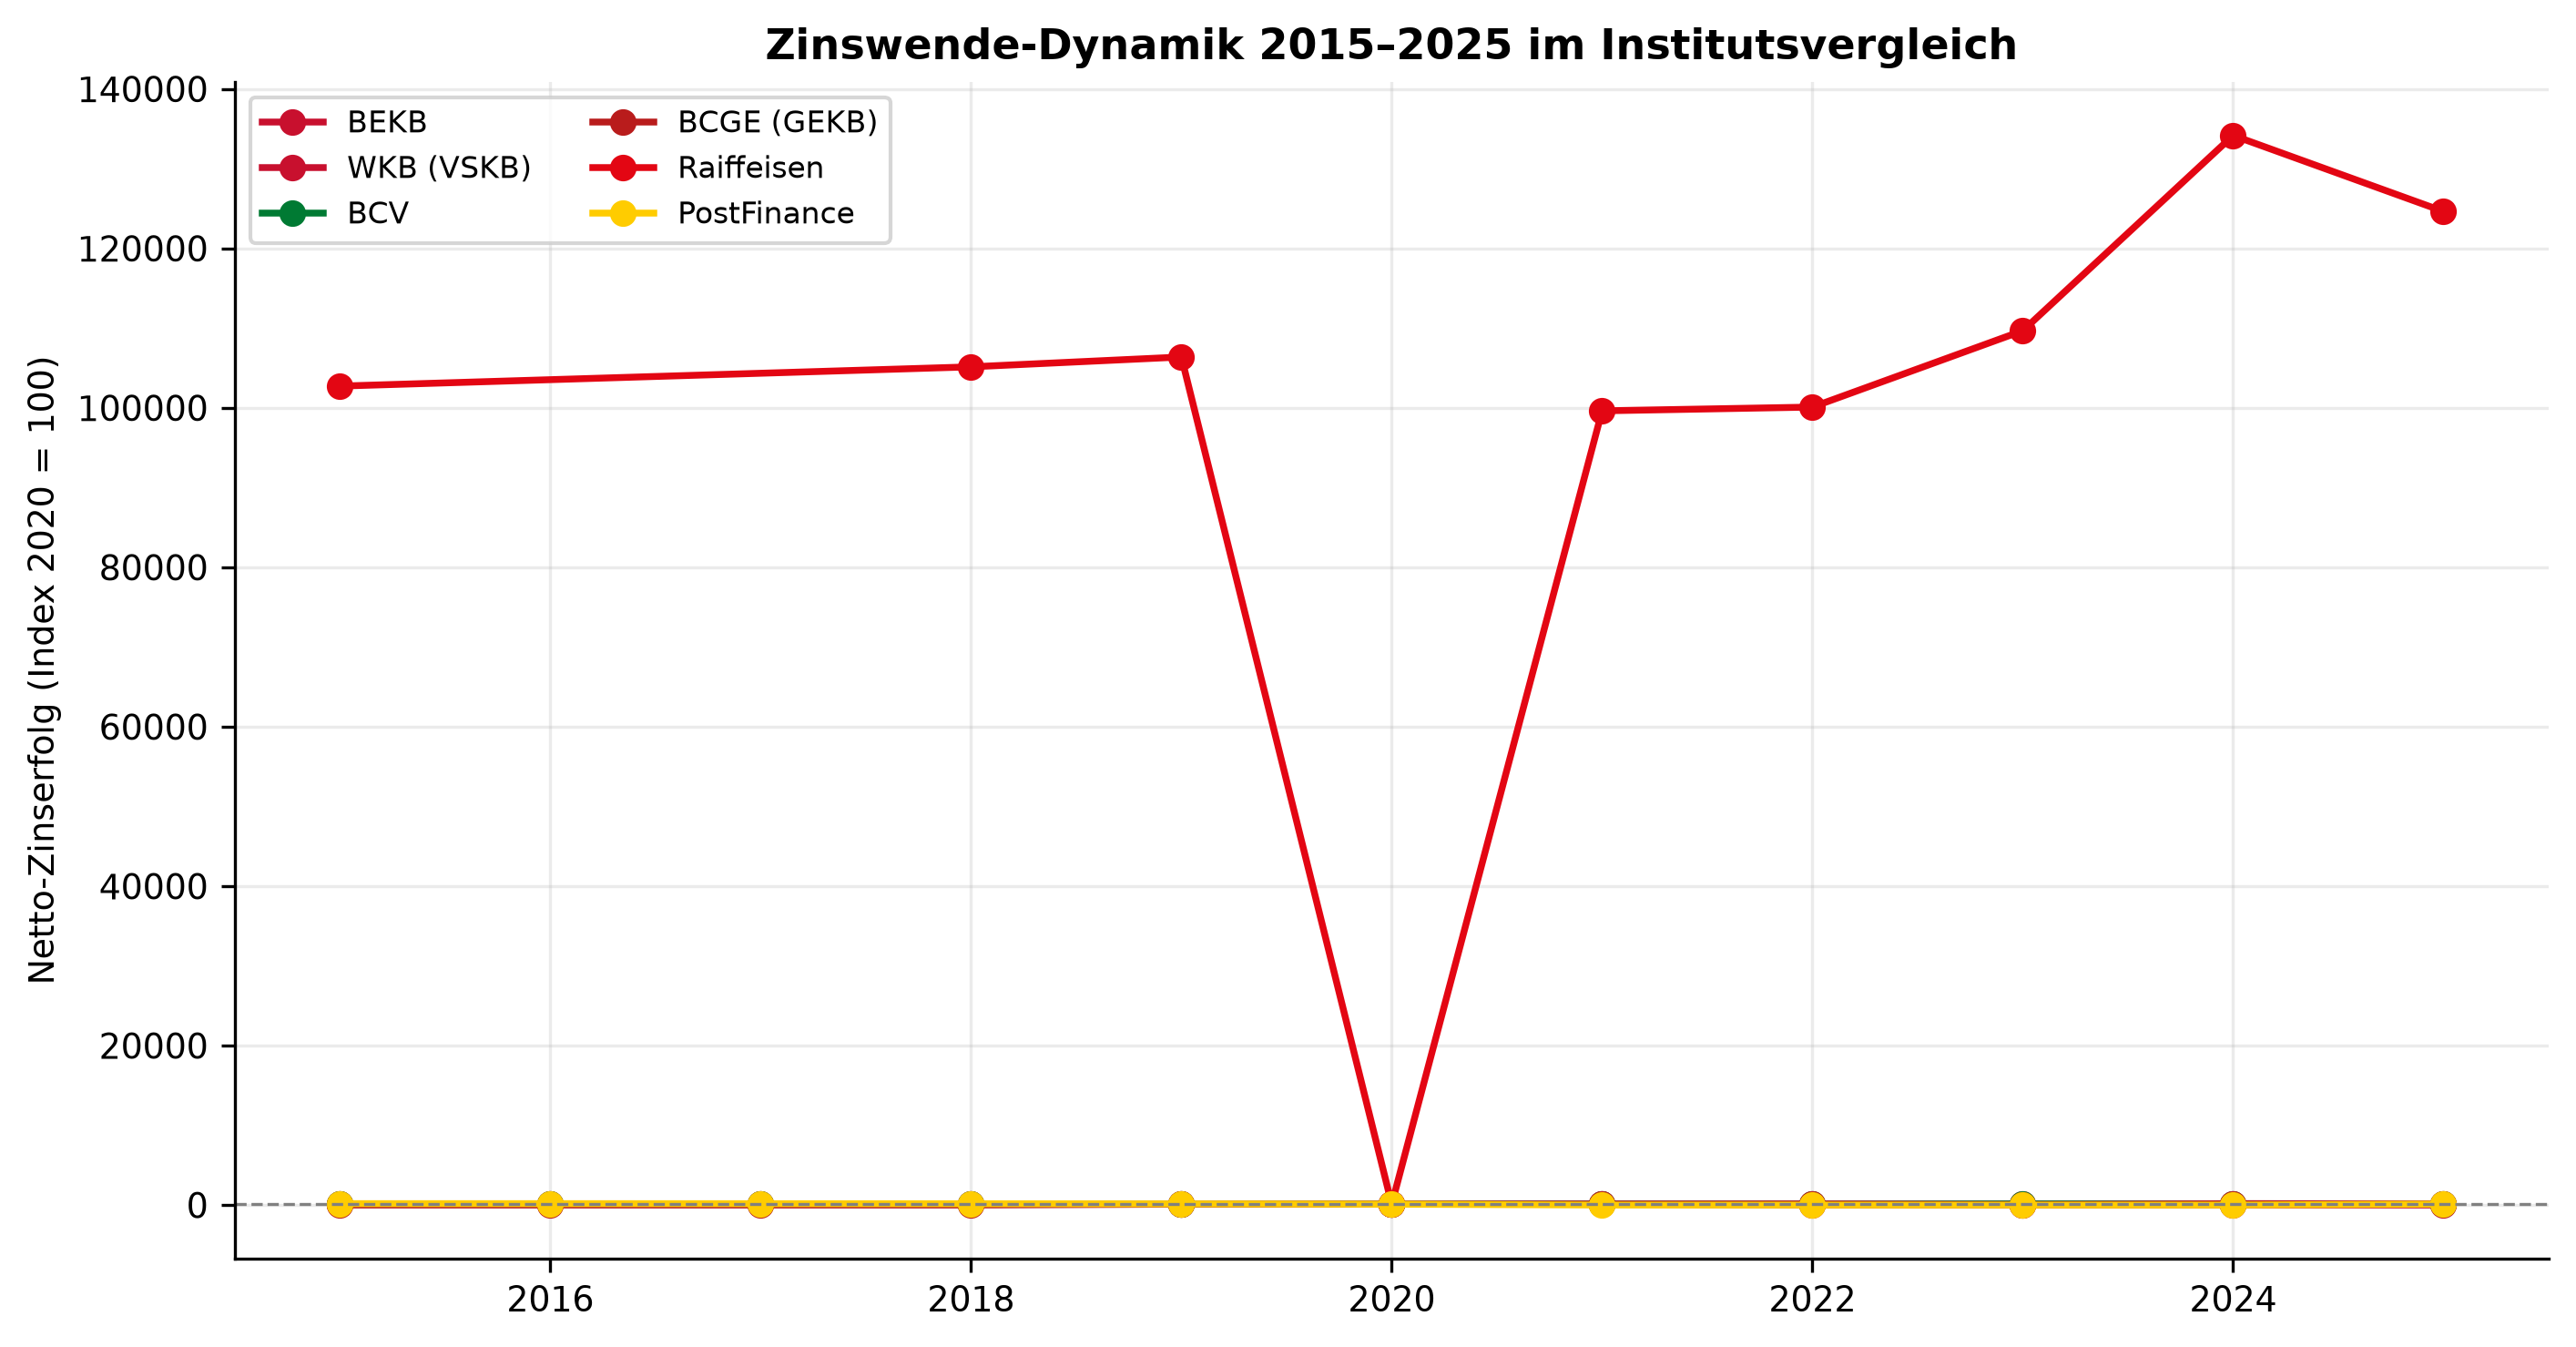 Zinswende-Dynamik 2015–2025 im Institutsvergleich
Netto-Zinserfolg (Index 2020 = 100)
140000
120000
100000
80000
60000
40000
20000
0
BEKB
WKB (VSKB)
BCV
BCGE (GEKB)
Raiffeisen
PostFinance
2016 2018 2020 2022 2024